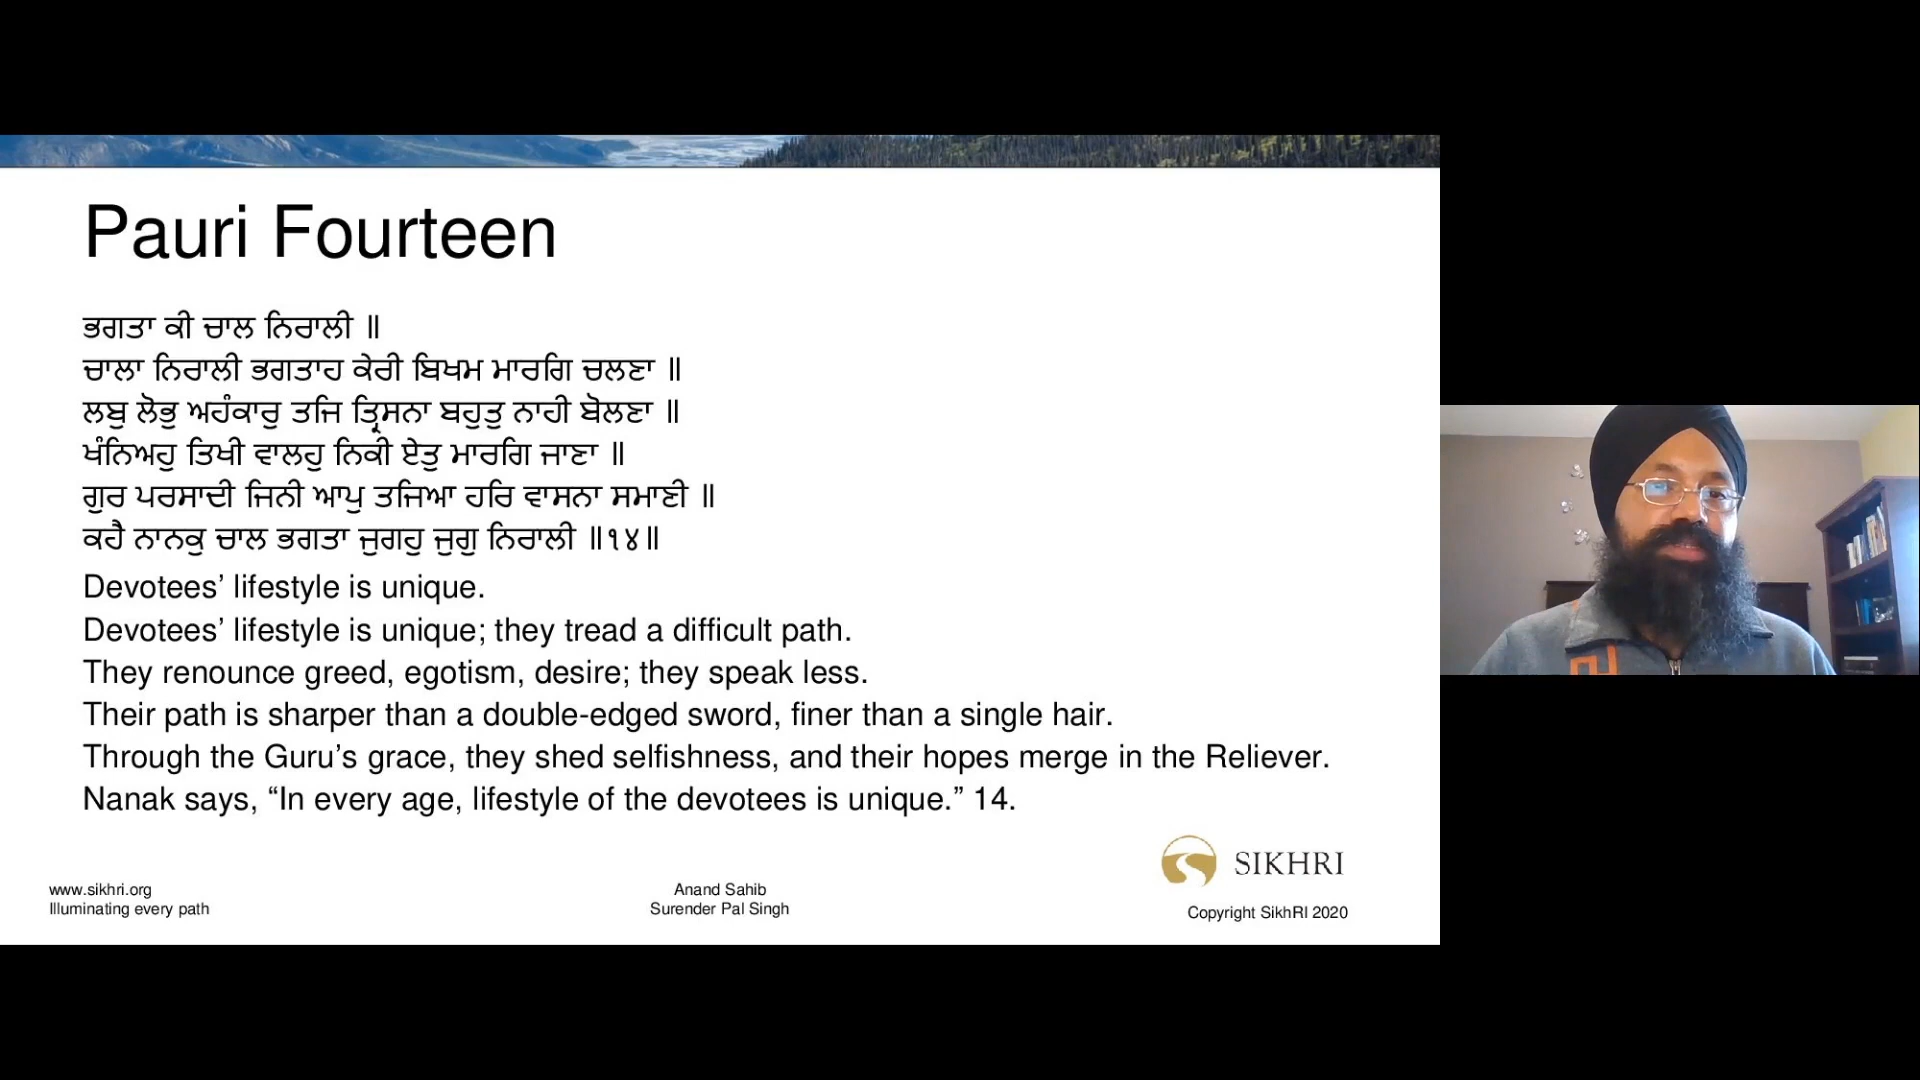 Pauri Fourteen
ਭਗਤਾ ਕੀ ਚਾਲ ਨਿਰਾਲੀ ॥
ਚਾਲਾ ਨਿਰਾਲੀ ਭਗਤਾਹ ਕੇਰੀ ਬਿਖਮ ਮਾਰਗਿ ਚਲਣਾ ॥
ਲਬੁ ਲੋਭੁ ਅਹੰਕਾਰੁ ਤਜਿ ਤ੍ਰਿਸਨਾ ਬਹੁਤੁ ਨਾਹੀ ਬੋਲਣਾ ॥
ਖੰਨਿਅਹੁ ਤਿਖੀ ਵਾਲਹੁ ਨਿਕੀ ਏਤੁ ਮਾਰਗਿ ਜਾਣਾ ॥
ਗੁਰ ਪਰਸਾਦੀ ਜਿਨੀ ਆਪੁ ਤਜਿਆ ਹਰਿ ਵਾਸਨਾ ਸਮਾਣੀ ॥
ਕਹੈ ਨਾਨਕੁ ਚਾਲ ਭਗਤਾ ਜੁਗਹੁ ਜੁਗੁ ਨਿਰਾਲੀ ॥੧੪॥
Devotees’ lifestyle is unique.
Devotees’ lifestyle is unique; they tread a difficult path.
They renounce greed, egotism, desire; they speak less.
Their path is sharper than a double-edged sword, finer than a single hair.
Through the Guru’s grace, they shed selfishness, and their hopes merge in the Reliever.
Nanak says, “In every age, lifestyle of the devotees is unique.” 14.
SIKHRI
www.sikhri.org
Illuminating every path
Anand Sahib
Surender Pal Singh
Copyright SikhRI 2020